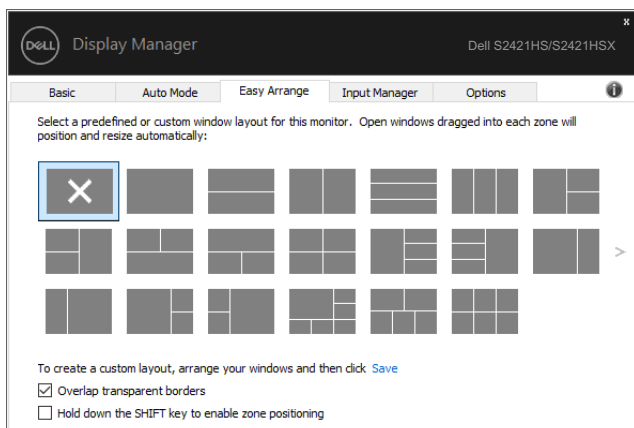 x
DELL Display Manager Dell S2421HS/S2421HSX
Basic Auto Mode Easy Arrange Input Manager Options i
Select a predefined or custom window layout for this monitor. Open windows dragged into each zone will
position and resize automatically:
>
To create a custom layout, arrange your windows and then click Save
Overlap transparent borders
Hold down the SHIFT key to enable zone positioning